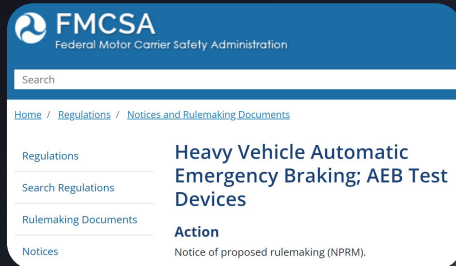 FMCSA
Federal Motor Carrier Safety Administration
Search
Home / Regulations / Notices and Rulemaking Documents
Regulations
Search Regulations
Rulemaking Documents
Notices
Heavy Vehicle Automatic
Emergency Braking; AEB Test
Devices
Action
Notice of proposed rulemaking (NPRM).